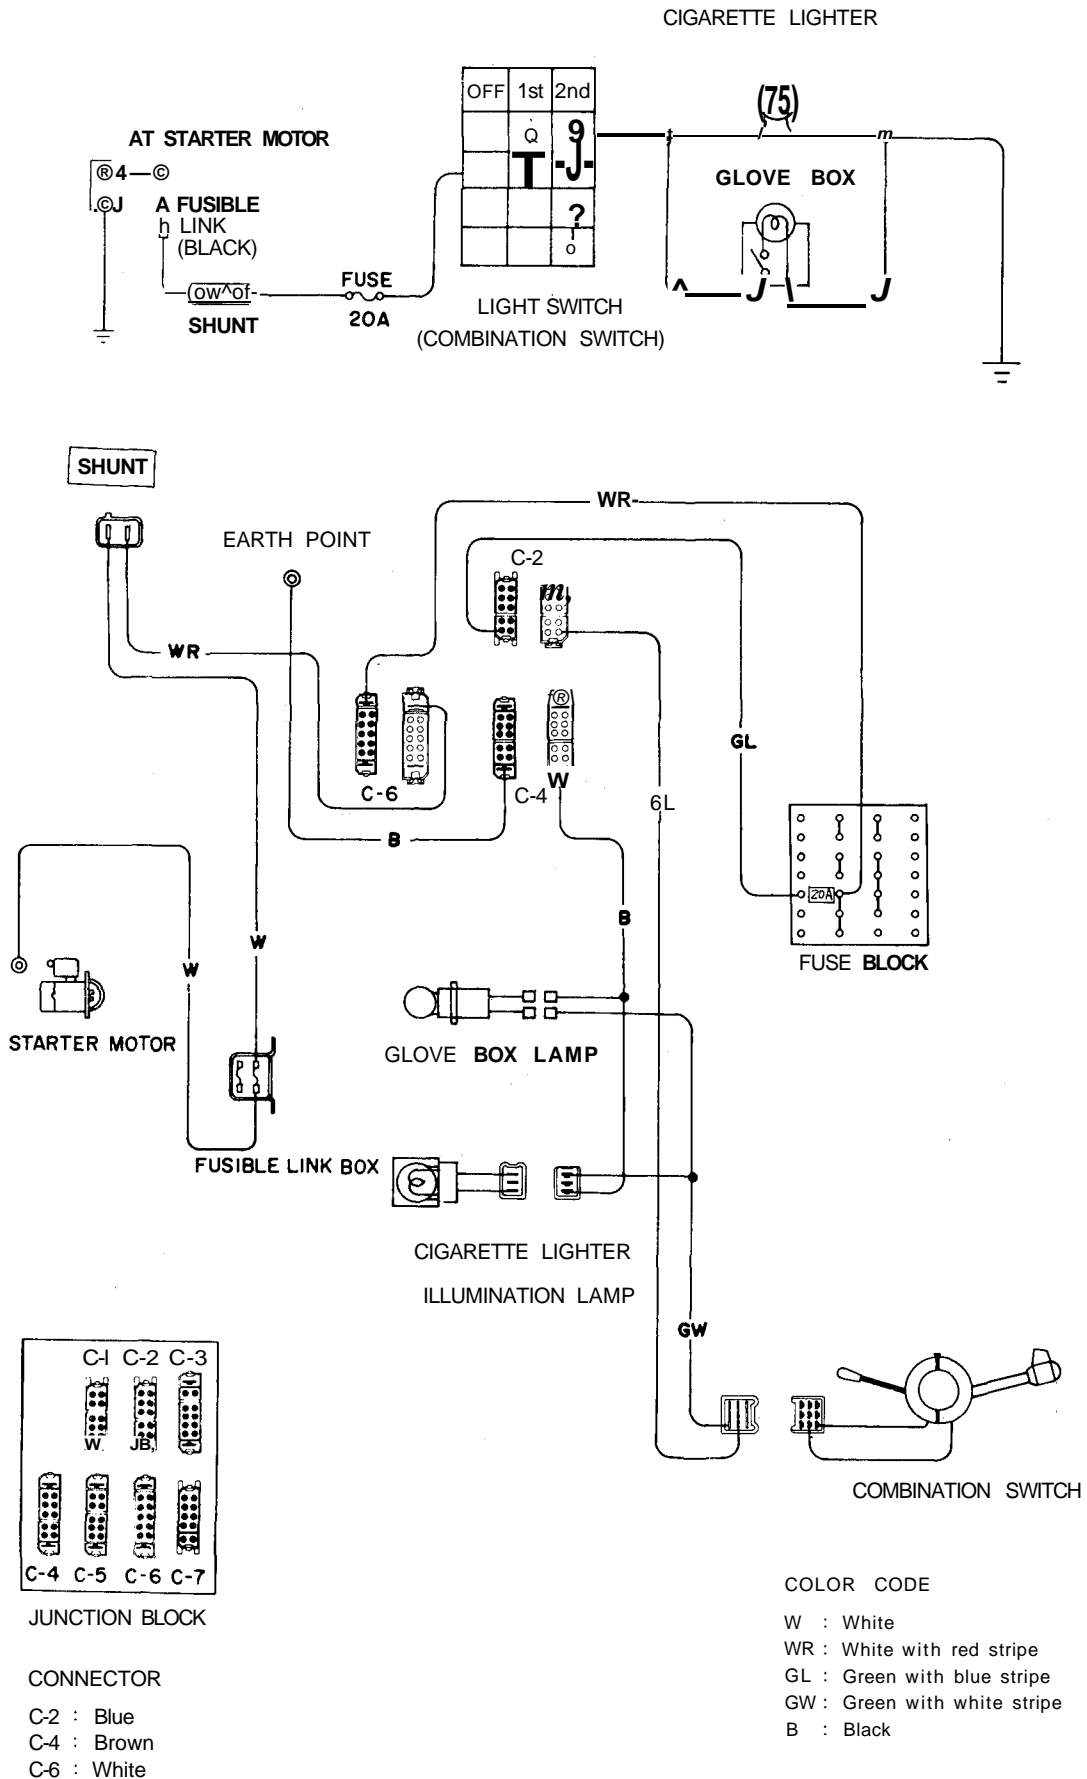 CIGARETTE LIGHTER
OFF 1st 2nd
(75)
AT STARTER MOTOR
GLOVE BOX
A FUSIBLE
LINK
(BLACK)
SHUNT
FUSE
20A
LIGHT SWITCH
(COMBINATION SWITCH)
SHUNT
EARTH POINT
WR-
C-2
WR
GL
C-6
C-4
W
6L
B
20A
B
W
W
FUSE BLOCK
STARTER MOTOR
GLOVE BOX LAMP
FUSIBLE LINK BOX
CIGARETTE LIGHTER
ILLUMINATION LAMP
GW
C-1 C-2 C-3
W JB,
C-4 C-5 C-6 C-7
JUNCTION BLOCK
COMBINATION SWITCH
COLOR CODE
W : White
WR : White with red stripe
GL : Green with blue stripe
GW : Green with white stripe
B : Black
CONNECTOR
C-2 : Blue
C-4 : Brown
C-6 : White